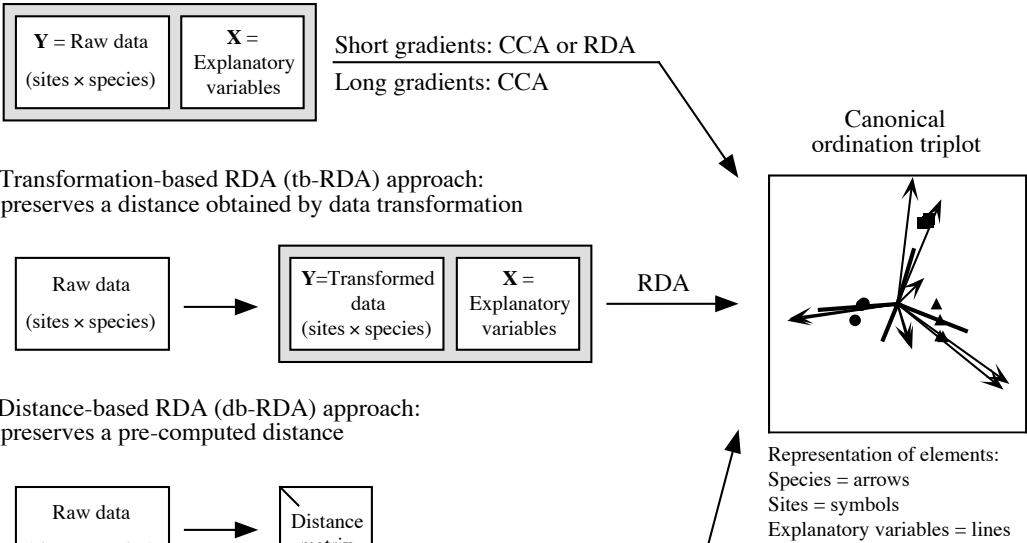 Y = Raw data
(sites × species)
X =
Explanatory
variables
Short gradients: CCA or RDA
Long gradients: CCA
Canonical
ordination triplot
Transformation-based RDA (tb-RDA) approach:
preserves a distance obtained by data transformation
Raw data
(sites × species)
Y=Transformed
data
(sites × species)
X =
Explanatory
variables
RDA
Distance-based RDA (db-RDA) approach:
preserves a pre-computed distance
Representation of elements:
Species = arrows
Sites = symbols
Explanatory variables = lines
Raw data
Distance